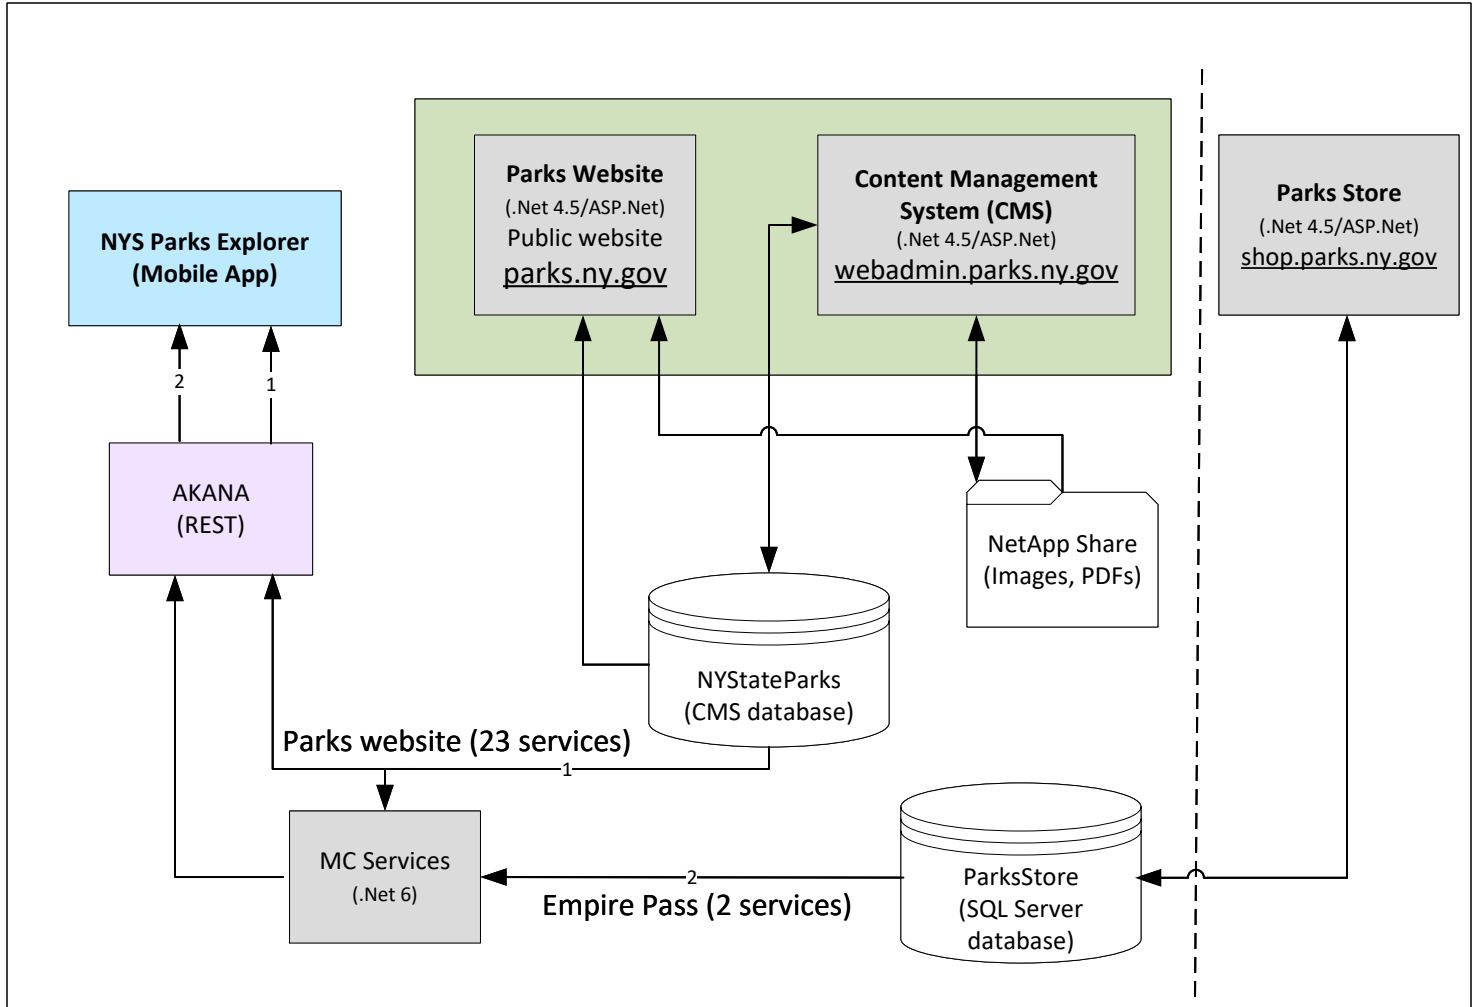 Parks Website
(.Net 4.5/ASP.Net)
Public website
parks.ny.gov
Content Management
System (CMS)
(.Net 4.5/ASP.Net)
webadmin.parks.ny.gov
Parks Store
(.Net 4.5/ASP.Net)
shop.parks.ny.gov
NYS Parks Explorer
(Mobile App)
2
1
AKANA
(REST)
NetApp Share
(Images, PDFs)
NYStateParks
(CMS database)
Parks website (23 services)
1
MC Services
(.Net 6)
2
Empire Pass (2 services)
ParksStore
(SQL Server
database)